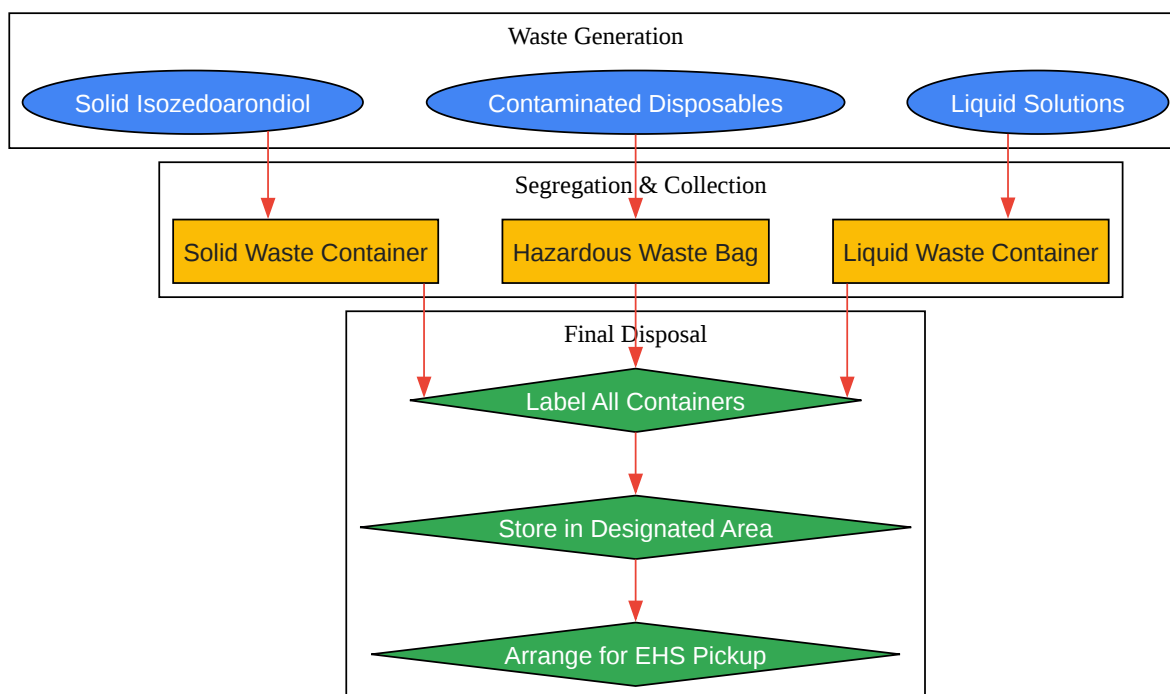 Waste Generation
Solid Isozedoarondiol
Contaminated Disposables
Liquid Solutions
Segregation & Collection
Solid Waste Container
Hazardous Waste Bag
Liquid Waste Container
Final Disposal
Label All Containers
Store in Designated Area
Arrange for EHS Pickup